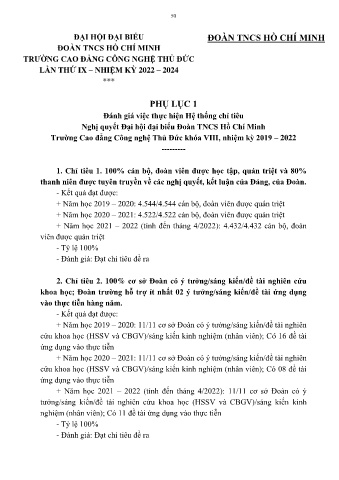 50
ĐẠI HỘI ĐẠI BIỂU
ĐOÀN TNCS HỒ CHÍ MINH
ĐOÀN TNCS HỒ CHÍ MINH
TRƯỜNG CAO ĐẲNG CÔNG NGHỆ THỦ ĐỨC
LẦN THỨ IX – NHIỆM KỲ 2022 – 2024
***
PHỤ LỤC 1
Đánh giá việc thực hiện Hệ thống chỉ tiêu
Nghị quyết Đại hội đại biểu Đoàn TNCS Hồ Chí Minh
Trường Cao đẳng Công nghệ Thủ Đức khóa VIII, nhiệm kỳ 2019 – 2022
---------
1. Chỉ tiêu 1. 100% cán bộ, đoàn viên được học tập, quán triệt và 80%
thanh niên được tuyên truyền về các nghị quyết, kết luận của Đảng, của Đoàn.
- Kết quả đạt được:
+ Năm học 2019 – 2020: 4.544/4.544 cán bộ, đoàn viên được quán triệt
+ Năm học 2020 – 2021: 4.522/4.522 cán bộ, đoàn viên được quán triệt
+ Năm học 2021 – 2022 (tính đến tháng 4/2022): 4.432/4.432 cán bộ, đoàn
viên được quán triệt
- Tỷ lệ 100%
- Đánh giá: Đạt chỉ tiêu đề ra
2. Chỉ tiêu 2. 100% cơ sở Đoàn có ý tưởng/sáng kiến/đề tài nghiên cứu
khoa học; Đoàn trường hỗ trợ ít nhất 02 ý tưởng/sáng kiến/đề tài ứng dụng
vào thực tiễn hàng năm.
- Kết quả đạt được:
+ Năm học 2019 – 2020: 11/11 cơ sở Đoàn có ý tưởng/sáng kiến/đề tài nghiên
cứu khoa học (HSSV và CBGV)/sáng kiến kinh nghiệm (nhân viên); Có 16 đề tài
ứng dụng vào thực tiễn
+ Năm học 2020 – 2021: 11/11 cơ sở Đoàn có ý tưởng/sáng kiến/đề tài nghiên
cứu khoa học (HSSV và CBGV)/sáng kiến kinh nghiệm (nhân viên); Có 08 đề tài
ứng dụng vào thực tiễn
+ Năm học 2021 – 2022 (tính đến tháng 4/2022): 11/11 cơ sở Đoàn có ý
tưởng/sáng kiến/đề tài nghiên cứu khoa học (HSSV và CBGV)/sáng kiến kinh
nghiệm (nhân viên); Có 11 đề tài ứng dụng vào thực tiễn
- Tỷ lệ 100%
- Đánh giá: Đạt chỉ tiêu đề ra